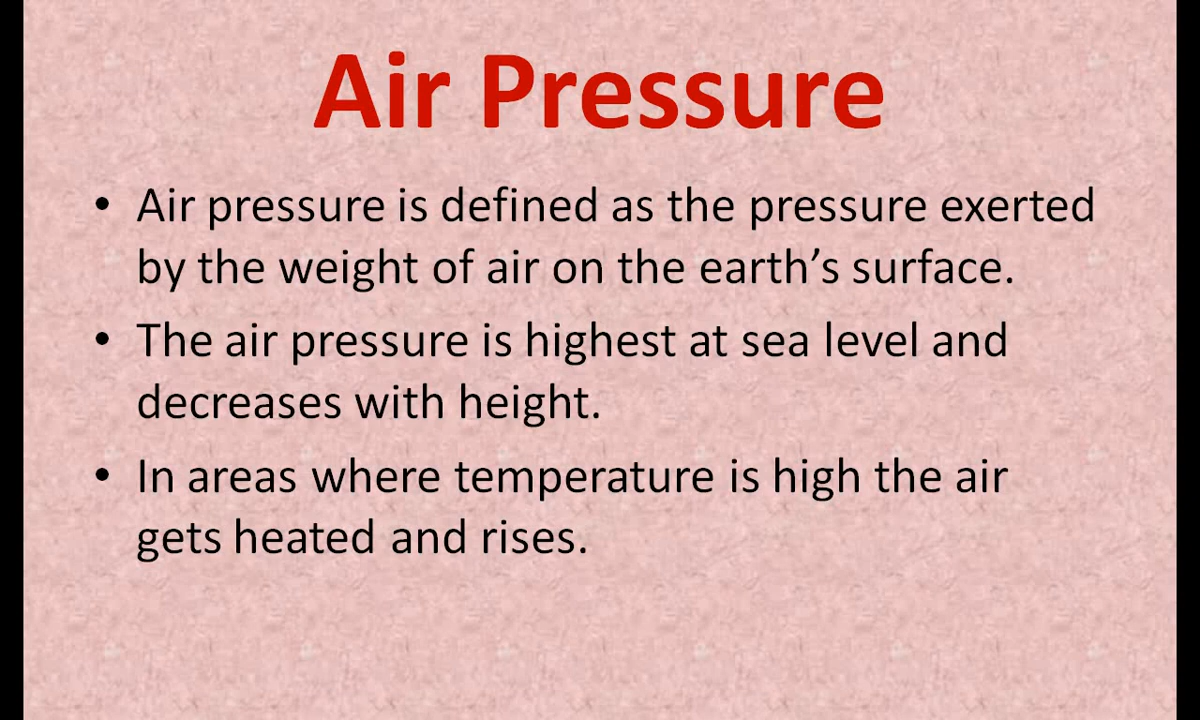 Air Pressure
• Air pressure is defined as the pressure exerted
by the weight of air on the earth’s surface.
• The air pressure is highest at sea level and
decreases with height.
• In areas where temperature is high the air
gets heated and rises.